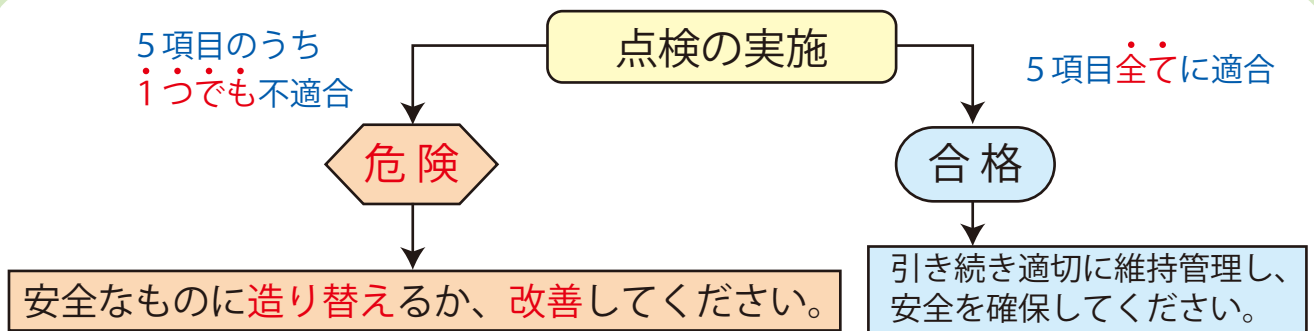 点検の実施
5項目のうち
1つでも不適合
5項目全てに適合
危険
合格
安全なものに造り替えるか、改善してください。
引き続き適切に維持管理し、
安全を確保してください。